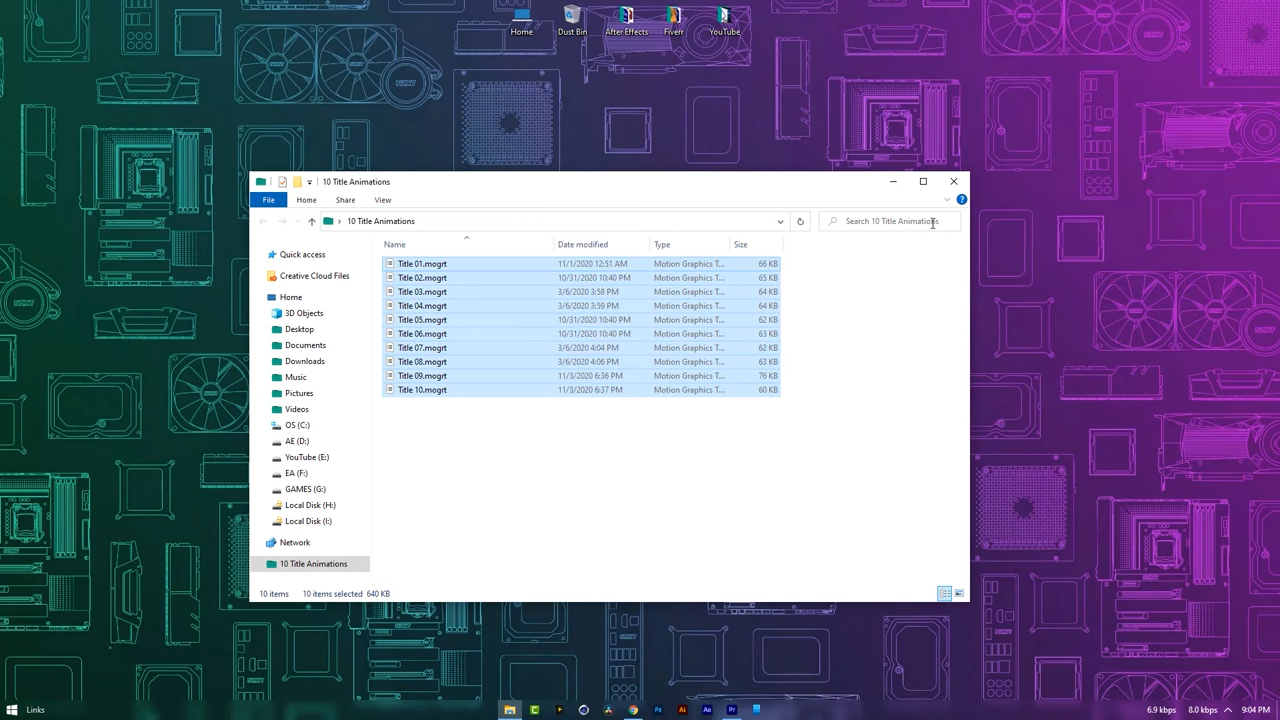 Home
Dust Bin
After Effects
Fiverr
YouTube
10 Title Animations
File
Home
Share
View
10 Title Animations
Search 10 Title Animations
Name
Date modified
Type
Size
Quick access
Creative Cloud Files
Home
3D Objects
Desktop
Documents
Downloads
Music
Pictures
Videos
OS (C:)
AE (D:)
YouTube (E:)
EA (F:)
GAMES (G:)
Local Disk (H:)
Local Disk (I:)
Network
10 Title Animations
Title 01.mogrt 11/1/2020 12:51 AM Motion Graphics T... 66 KB
Title 02.mogrt 10/31/2020 10:40 PM Motion Graphics T... 65 KB
Title 03.mogrt 3/6/2020 3:58 PM Motion Graphics T... 64 KB
Title 04.mogrt 3/6/2020 3:59 PM Motion Graphics T... 64 KB
Title 05.mogrt 10/31/2020 10:40 PM Motion Graphics T... 62 KB
Title 06.mogrt 10/31/2020 10:40 PM Motion Graphics T... 63 KB
Title 07.mogrt 3/6/2020 4:04 PM Motion Graphics T... 62 KB
Title 08.mogrt 3/6/2020 4:06 PM Motion Graphics T... 63 KB
Title 09.mogrt 11/3/2020 6:36 PM Motion Graphics T... 76 KB
Title 10.mogrt 11/3/2020 6:37 PM Motion Graphics T... 60 KB
10 items
10 items selected 640 KB
Links
Ps
Ai
Ae
Pr
6.9 kbps
8.0 kbps
9:04 PM